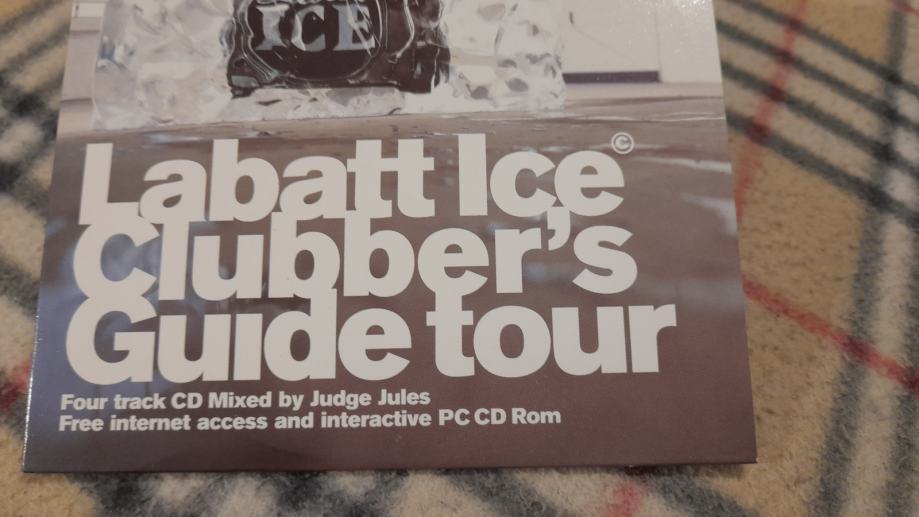 ICE
Labatt Ice©
Clubber's
Guide tour
Four track CD Mixed by Judge Jules
Free internet access and interactive PC CD Rom